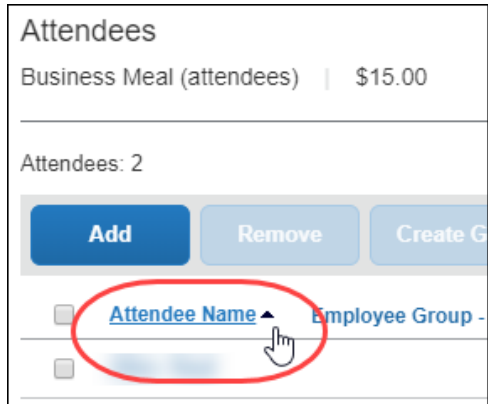 Attendees
Business Meal (attendees) | $15.00
Attendees: 2
Add Remove Create G
Attendee Name Employee Group -